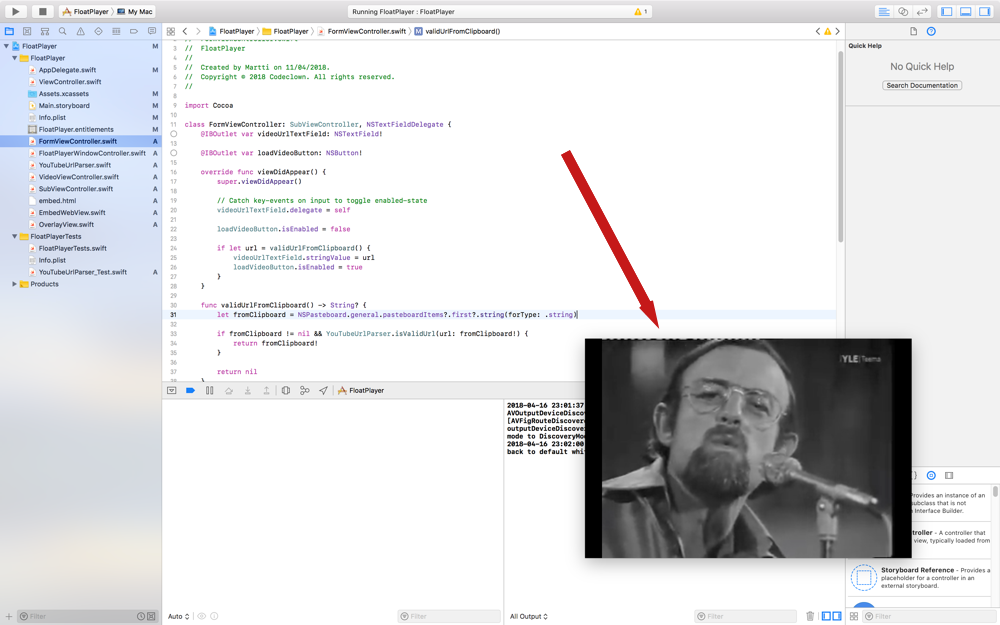 FloatPlayer
My Mac
Running FloatPlayer : FloatPlayer
1
FloatPlayer
FloatPlayer
FormViewController.swift
M
validUrlFromClipboard()
FloatPlayer M
FloatPlayer
AppDelegate.swift M
ViewController.swift M
Assets.xcassets M
Main.storyboard M
Info.plist M
FloatPlayer.entitlements M
FormViewController.swift A
FloatPlayerWindowController.swift A
YouTubeUrlParser.swift A
VideoViewController.swift A
SubViewController.swift A
embed.html A
EmbedWebView.swift A
OverlayView.swift A
FloatPlayerTests
FloatPlayerTests.swift
Info.plist
YouTubeUrlParser_Test.swift A
Products
Filter
// FloatPlayer
4 //
5 // Created by Martti on 11/04/2018.
6 // Copyright © 2018 Codeclown. All rights reserved.
7 //
8
9 import Cocoa
10
11 class FormViewController: SubViewController, NSTextFieldDelegate {
@IBOutlet var videoUrlTextField: NSTextField!
13
@IBOutlet var loadVideoButton: NSButton!
15
16 override func viewDidAppear() {
17 super.viewDidAppear()
18
19 // Catch key-events on input to toggle enabled-state
20 videoUrlTextField.delegate = self
21
22 loadVideoButton.isEnabled = false
23
24 if let url = validUrlFromClipboard() {
25 videoUrlTextField.stringValue = url
26 loadVideoButton.isEnabled = true
27 }
28 }
29
30 func validUrlFromClipboard() -> String? {
31 let fromClipboard = NSPasteboard.general.pasteboardItems?.first?.string(forType: .string)
32
33 if fromClipboard != nil && YouTubeUrlParser.isValidUrl(url: fromClipboard!) {
34 return fromClipboard!
35 }
36
37 return nil
38 }
FloatPlayer
2018-04-16 23:01:37
AVOutputDeviceDisco
[AVFigRouteDiscover
outputDeviceDiscove
mode to DiscoveryMo
2018-04-16 23:02:00
back to default whi
Auto
Filter
All Output
Filter
Quick Help
No Quick Help
Search Documentation
YLE Teema
Provides an instance of an
subclass that is not
Interface Builder.
troller - A controller that
view, typically loaded from
Storyboard Reference - Provides a
placeholder for a controller in an
external storyboard.
Filter